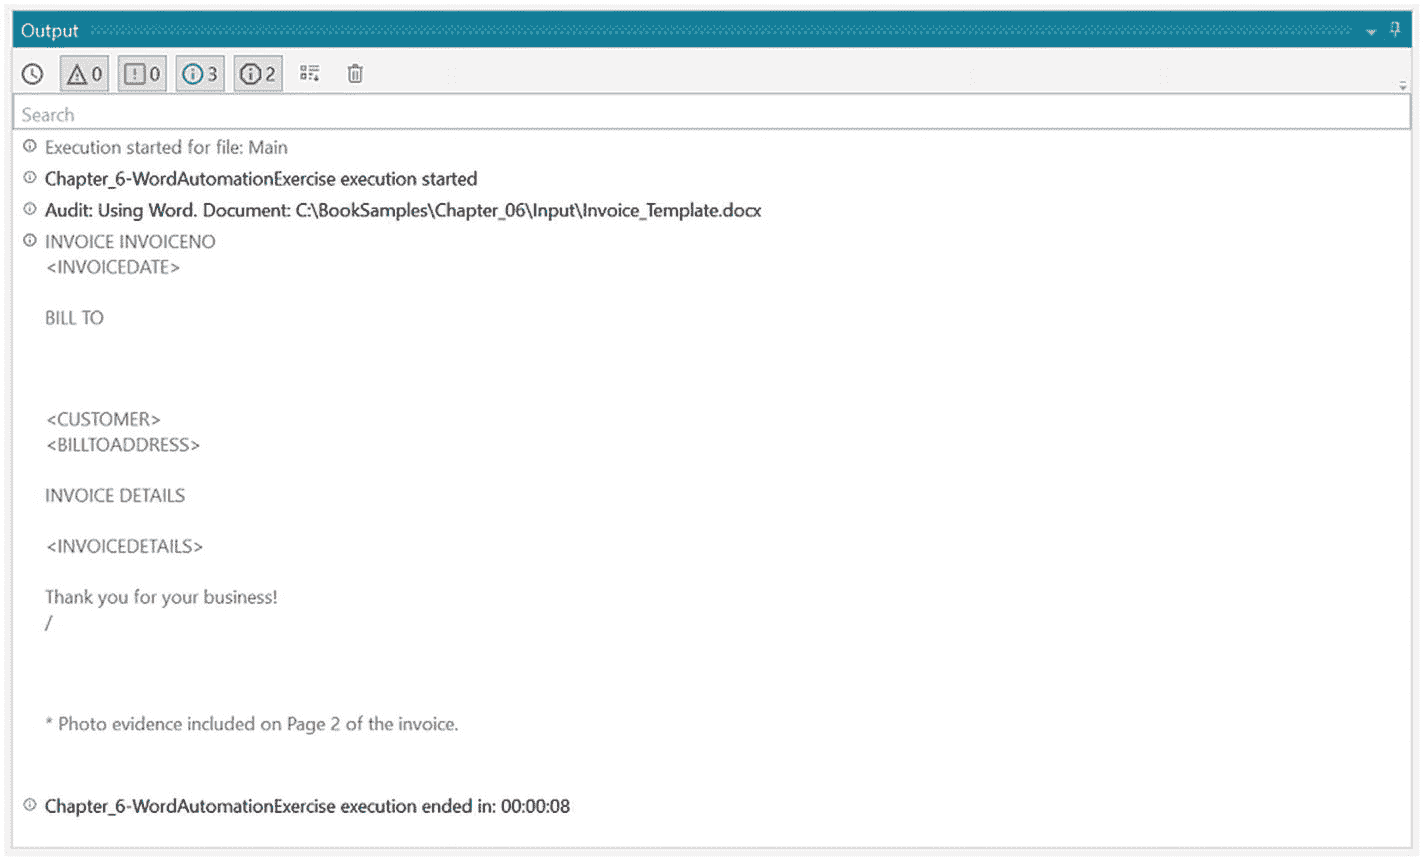 Output
0 0 3 2
Search
Execution started for file: Main
Chapter_6-WordAutomationExercise execution started
Audit: Using Word. Document: C:\BookSamples\Chapter_06\Input\Invoice_Template.docx
INVOICE INVOICENO
<INVOICEDATE>
BILL TO
<CUSTOMER>
<BILLTOADDRESS>
INVOICE DETAILS
<INVOICEDETAILS>
Thank you for your business!
/
* Photo evidence included on Page 2 of the invoice.
Chapter_6-WordAutomationExercise execution ended in: 00:00:08